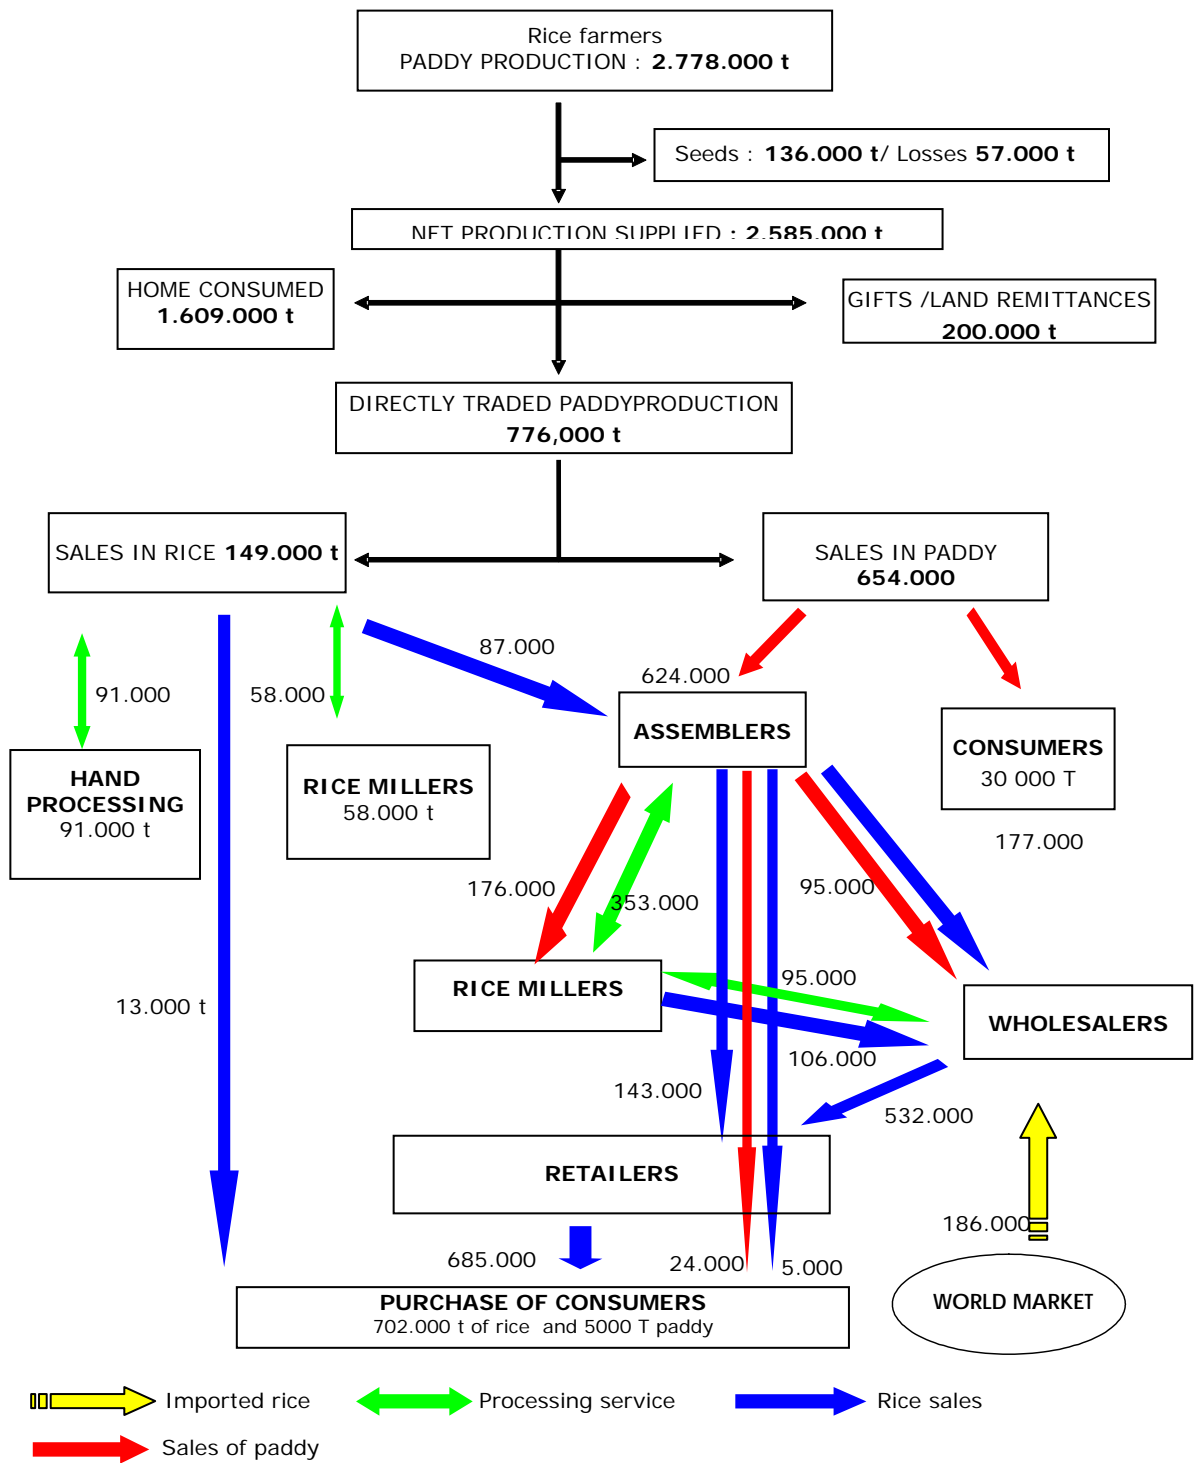 Rice farmers
PADDY PRODUCTION : 2.778.000 t
Seeds : 136.000 t/ Losses 57.000 t
NET PRODUCTION SUPPLIED : 2.585.000 t
HOME CONSUMED
1.609.000 t
GIFTS /LAND REMITTANCES
200.000 t
DIRECTLY TRADED PADDYPRODUCTION
776,000 t
SALES IN RICE 149.000 t
SALES IN PADDY
654.000
87.000
624.000
91.000
58.000
ASSEMBLERS
CONSUMERS
30 000 T
HAND
PROCESSING
91.000 t
RICE MILLERS
58.000 t
177.000
176.000
353.000
95.000
RICE MILLERS
95.000
13.000 t
WHOLESALERS
106.000
143.000
532.000
RETAILERS
186.000
685.000
24.000
5.000
PURCHASE OF CONSUMERS
702.000 t of rice and 5000 T paddy
WORLD MARKET
Imported rice
Processing service
Rice sales
Sales of paddy